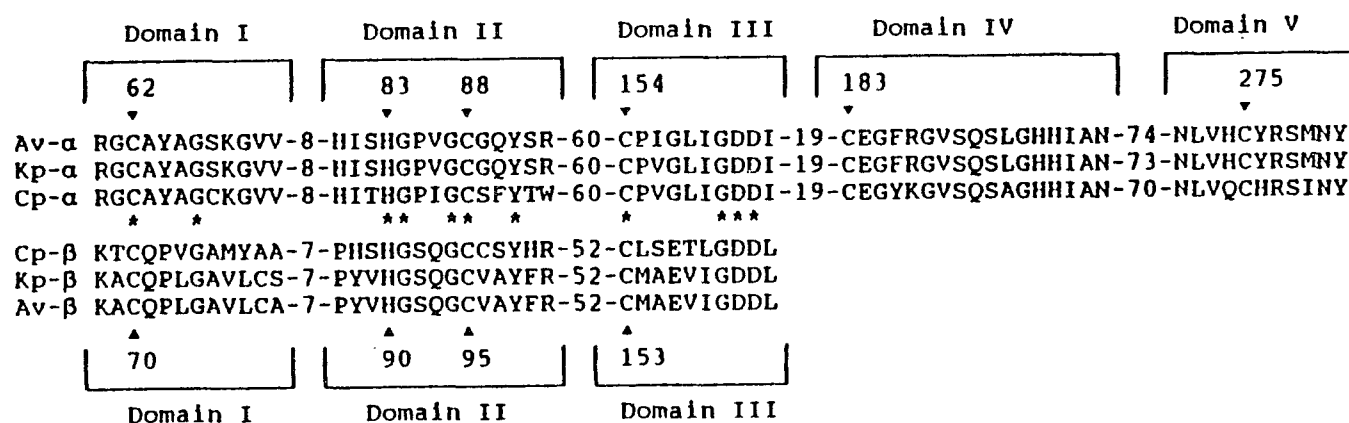 Domain I Domain II Domain III Domain IV Domain V
62 83 88 154 183 275
Av-α RGCAYAGSKGVV-8-HISHGPVGCGQYSR-60-CPIGLIGDDI-19-CEGFRGVSQSLGHHIAN-74-NLVHCYRSMNY
Kp-α RGCAYAGSKGVV-8-HISHGPVGCGQYSR-60-CPVGLIGDDI-19-CEGFRGVSQSLGHHIAN-73-NLVHCYRSMNY
Cp-α RGCAYAGCKGVV-8-HITHGPIGCSFYTW-60-CPVGLIGDDI-19-CEGYKGVSQSAGHHIAN-70-NLVQCHRSINY
* * ** ** * * ***
Cp-β KTCQPVGAMYAA-7-PHSHGSQGCCSYHR-52-CLSETLGDDL
Kp-β KACQPLGAVLCS-7-PYVHGSQGCVAYFR-52-CMAEVIGDDL
Av-β KACQPLGAVLCA-7-PYVHGSQGCVAYFR-52-CMAEVIGDDL
70 90 95 153
Domain I Domain II Domain III